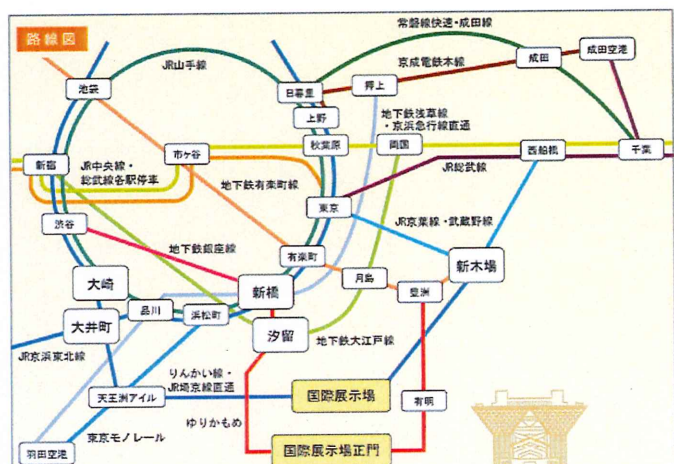 路線図
常磐線快速・成田線
JR山手線
京成電鉄本線
成田
成田空港
池袋
日暮里
押上
上野
地下鉄浅草線
・京浜急行線直通
秋葉原
両国
市ヶ谷
西船橋
千葉
新宿
JR中央線・
総武線各駅停車
地下鉄有楽町線
JR総武線
東京
渋谷
JR京葉線・武蔵野線
地下鉄銀座線
有楽町
新木場
大崎
新橋
月島
豊洲
品川
浜松町
大井町
汐留
地下鉄大江戸線
JR京浜東北線
りんかい線・
JR埼京線直通
天王洲アイル
国際展示場
有明
ゆりかもめ
東京モノレール
羽田空港
国際展示場正門